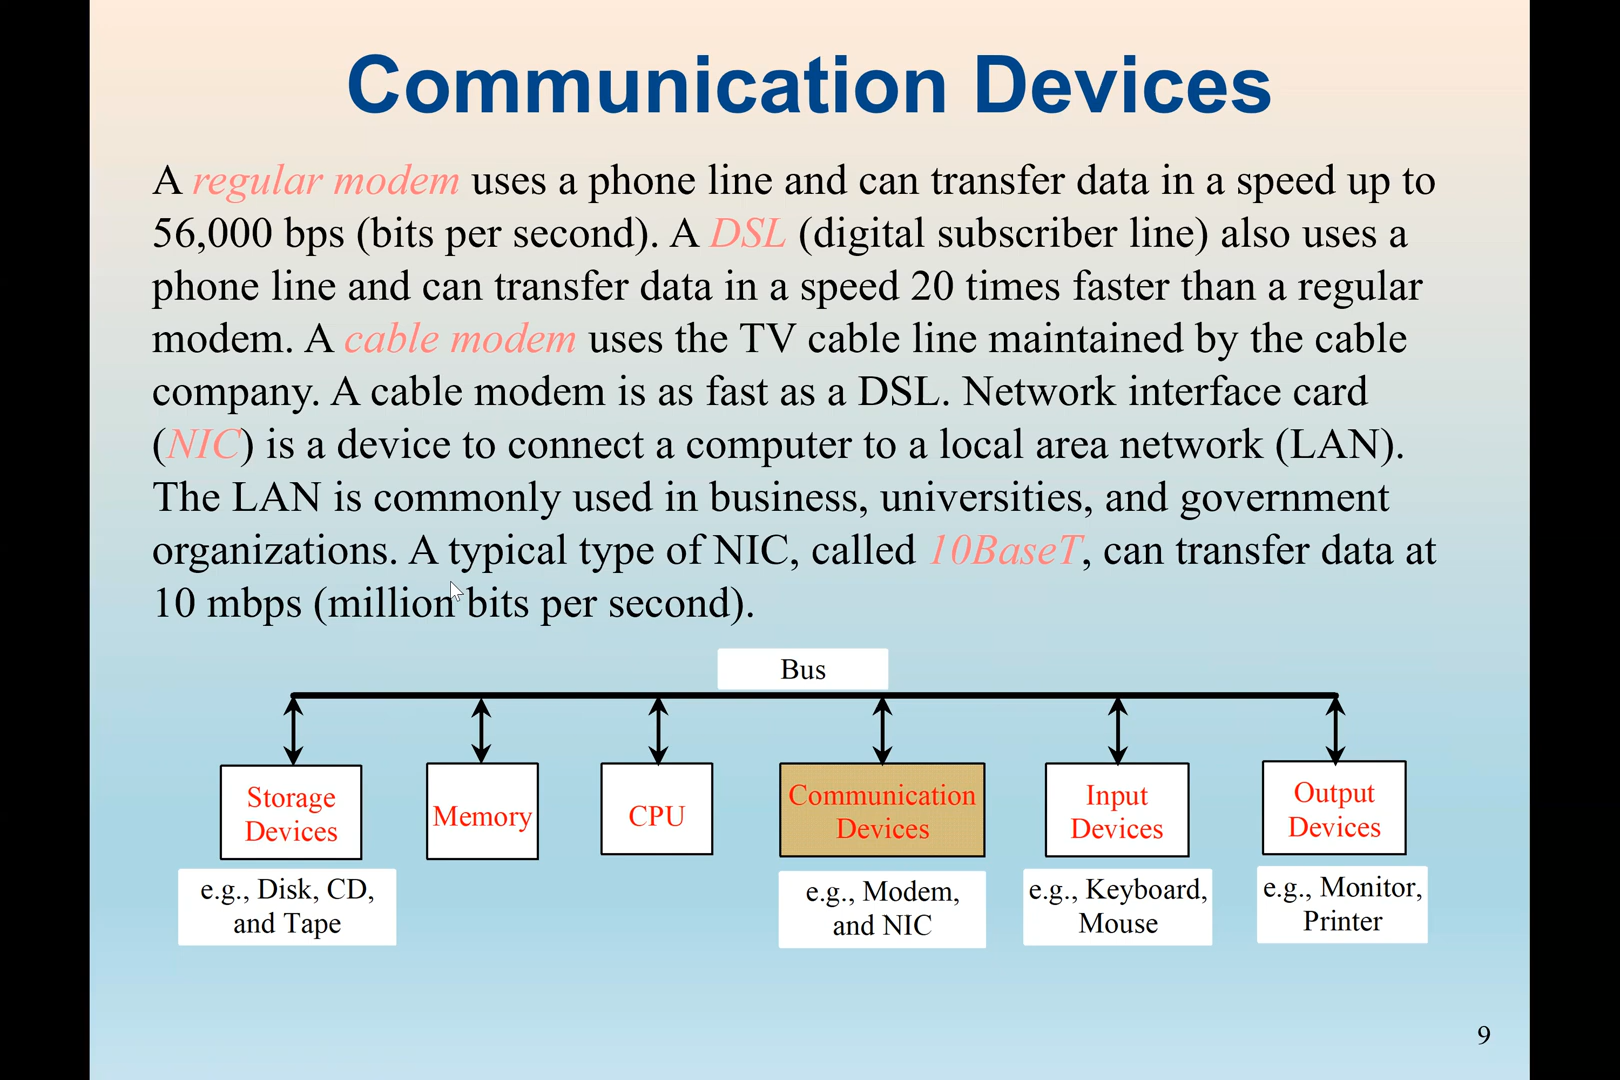 Communication Devices
A regular modem uses a phone line and can transfer data in a speed up to
56,000 bps (bits per second). A DSL (digital subscriber line) also uses a
phone line and can transfer data in a speed 20 times faster than a regular
modem. A cable modem uses the TV cable line maintained by the cable
company. A cable modem is as fast as a DSL. Network interface card
(NIC) is a device to connect a computer to a local area network (LAN).
The LAN is commonly used in business, universities, and government
organizations. A typical type of NIC, called 10BaseT, can transfer data at
10 mbps (million bits per second).
Bus
Storage
Devices
Memory
CPU
Communication
Devices
Input
Devices
Output
Devices
e.g., Disk, CD,
and Tape
e.g., Modem,
and NIC
e.g., Keyboard,
Mouse
e.g., Monitor,
Printer
9